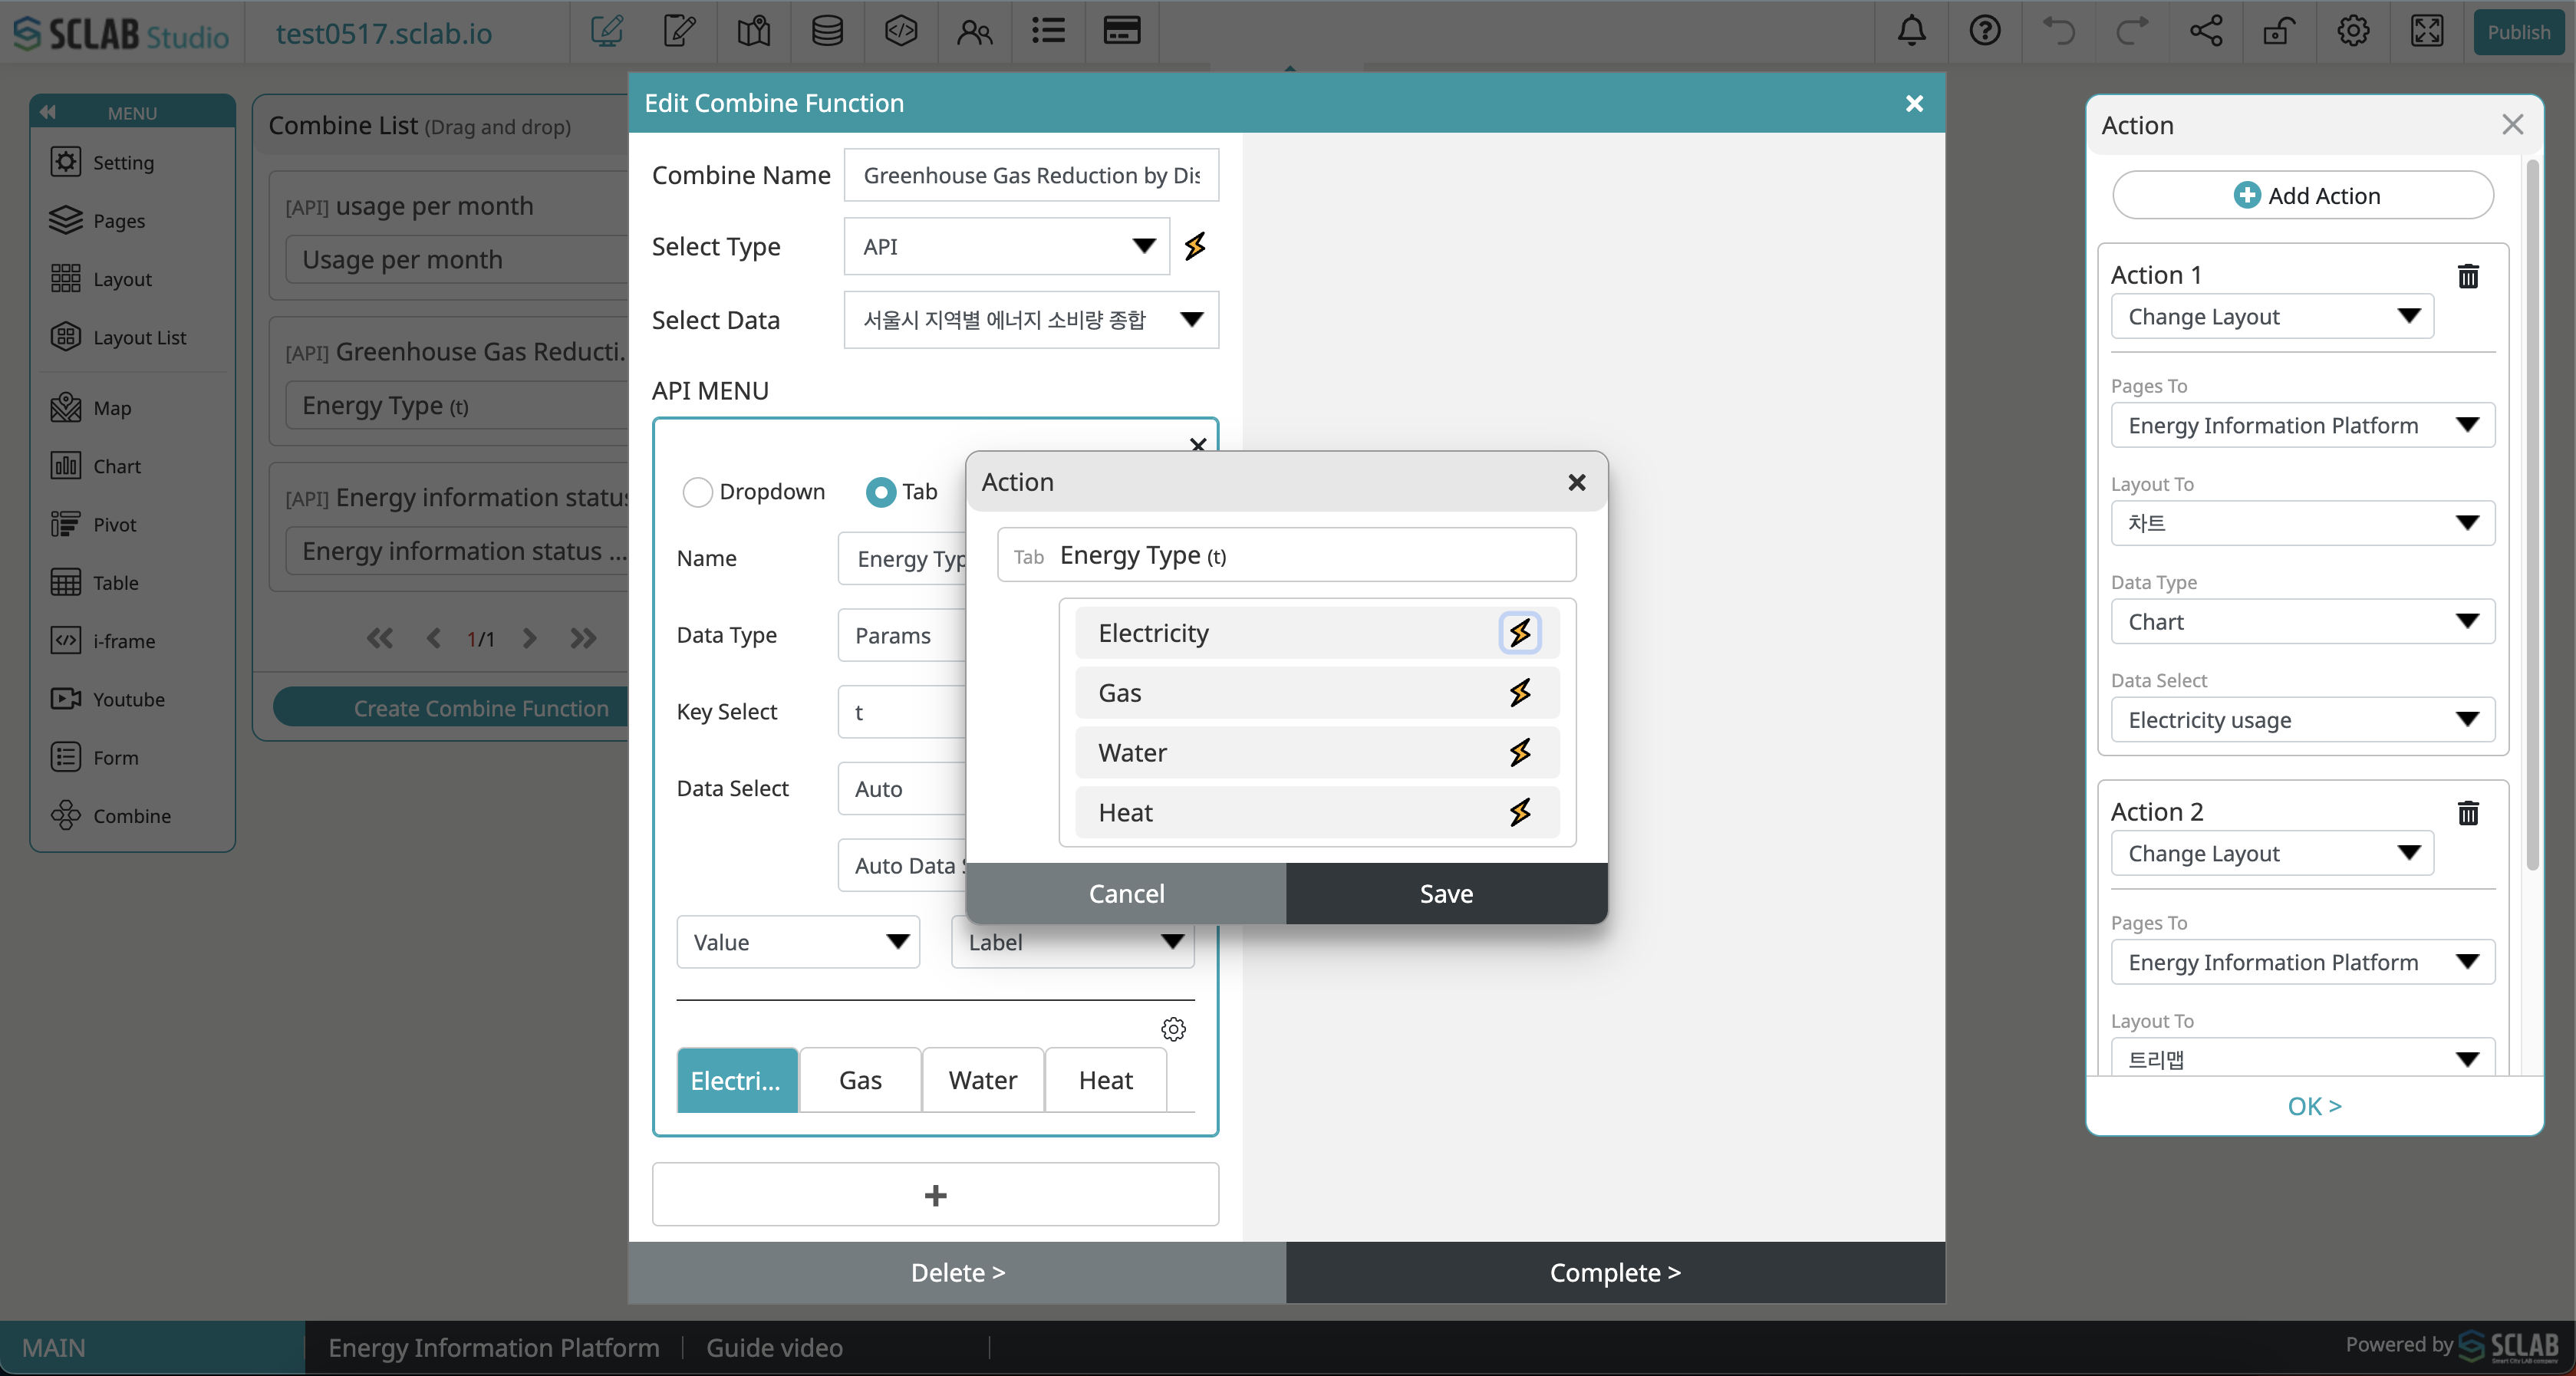 SCLAB Studio
test0517.sclab.io
Publish
MENU
Setting
Pages
Layout
Layout List
Map
Chart
Pivot
Table
i-frame
Youtube
Form
Combine
Combine List (Drag and drop)
[API] usage per month
Usage per month
[API] Greenhouse Gas Reducti.
Energy Type (t)
[API] Energy information status
Energy information status ...
1/1
Create Combine Function
Edit Combine Function
Combine Name
Greenhouse Gas Reduction by Dis
Select Type
API
Select Data
서울시 지역별 에너지 소비량 종합
API MENU
Dropdown
Tab
Name
Energy Typ
Data Type
Params
Key Select
t
Data Select
Auto
Auto Data S
Value
Label
Electri...
Gas
Water
Heat
+
Delete >
Complete >
Action
Tab Energy Type (t)
Electricity
Gas
Water
Heat
Cancel
Save
Action
Add Action
Action 1
Change Layout
Pages To
Energy Information Platform
Layout To
차트
Data Type
Chart
Data Select
Electricity usage
Action 2
Change Layout
Pages To
Energy Information Platform
Layout To
트리맵
OK >
MAIN
Energy Information Platform
Guide video
Powered by SCLAB
Smart City LAB company